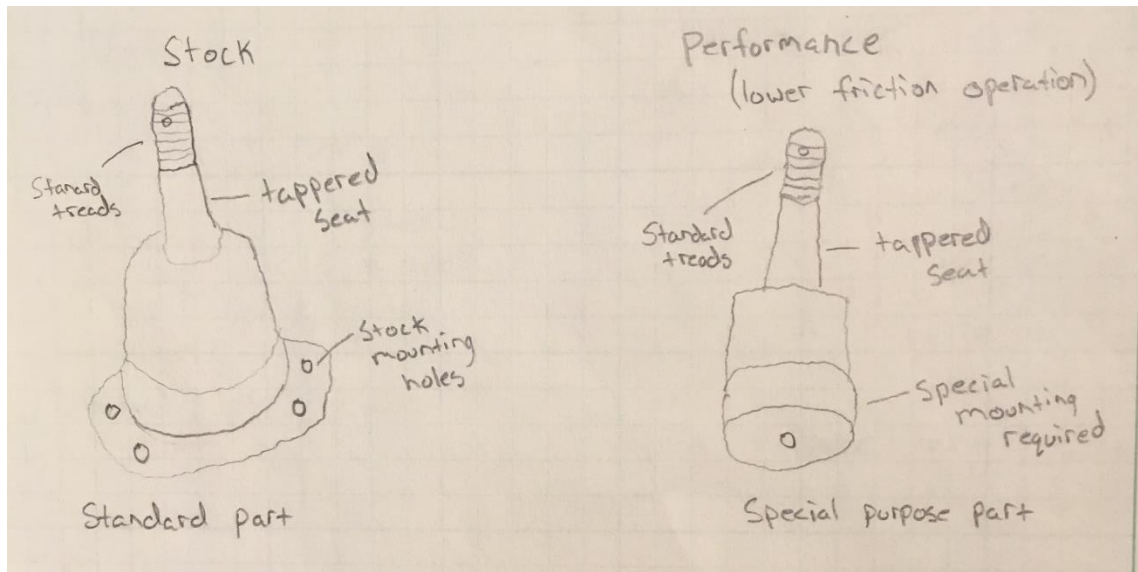 Stock
Stanard
treads
tappered
seat
stock
mounting
holes
Standard part
Performance
(lower friction operation)
Standard
treads
tappered
seat
Special
mounting
required
Special purpose part